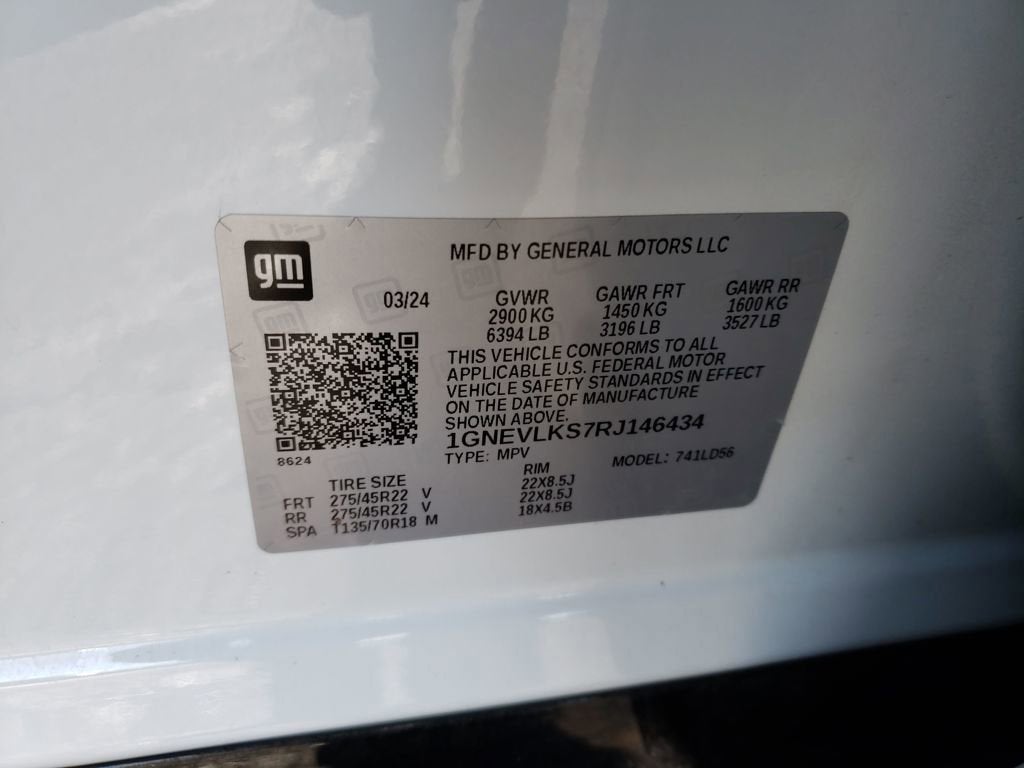 gm
MFD BY GENERAL MOTORS LLC
03/24
GVWR GAWR FRT GAWR RR
2900 KG 1450 KG 1600 KG
6394 LB 3196 LB 3527 LB
THIS VEHICLE CONFORMS TO ALL
APPLICABLE U.S. FEDERAL MOTOR
VEHICLE SAFETY STANDARDS IN EFFECT
ON THE DATE OF MANUFACTURE
SHOWN ABOVE.
1GNEVLKS7RJ146434
8624
TYPE: MPV MODEL: 741LD56
TIRE SIZE RIM
FRT 275/45R22 V 22X8.5J
RR 275/45R22 V 22X8.5J
SPA T135/70R18 M 18X4.5B